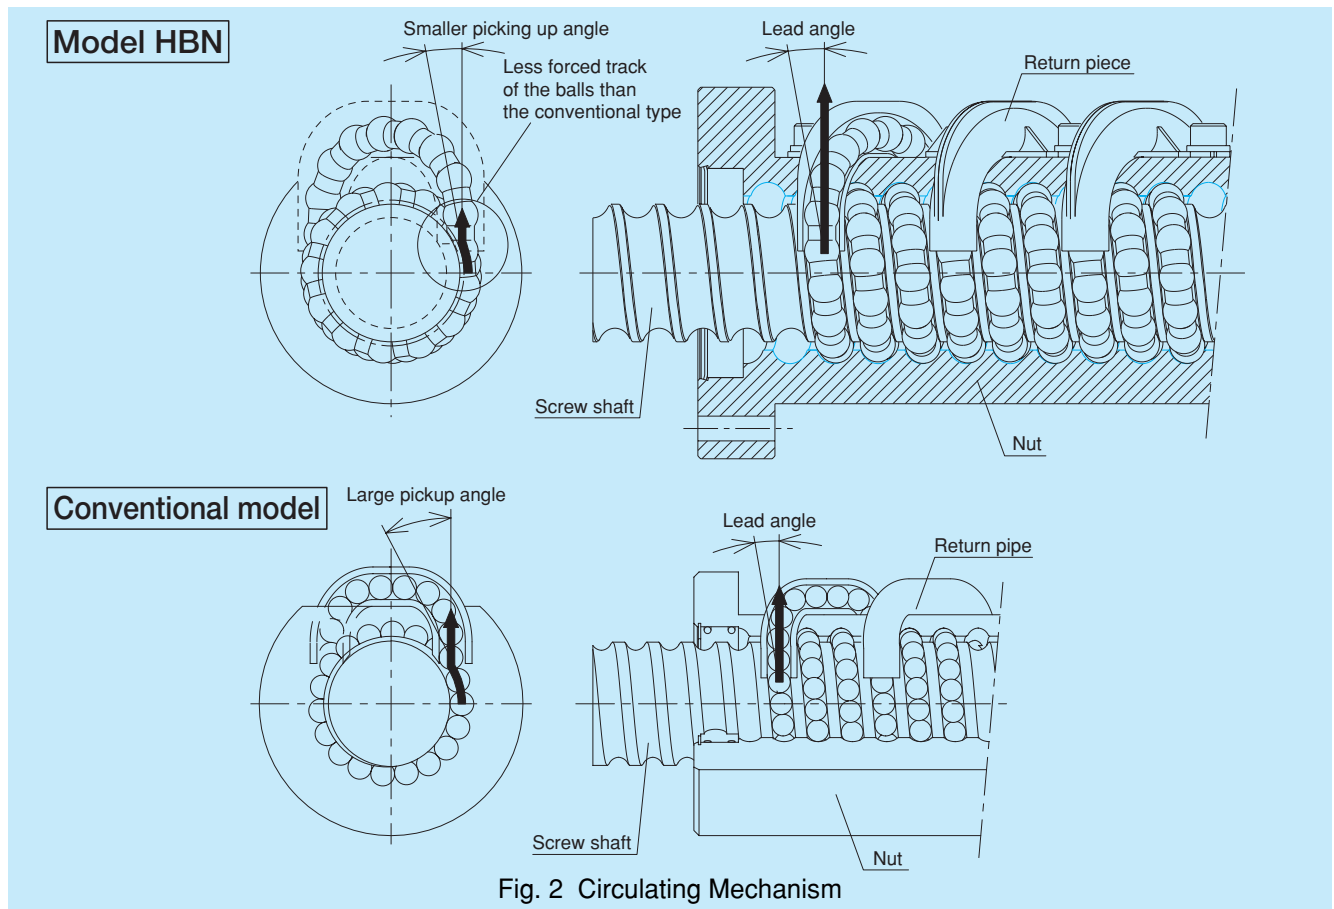 Model HBN
Smaller picking up angle
Less forced track
of the balls than
the conventional type
Lead angle
Return piece
Screw shaft
Nut
Conventional model
Large pickup angle
Lead angle
Return pipe
Screw shaft
Nut
Fig. 2 Circulating Mechanism